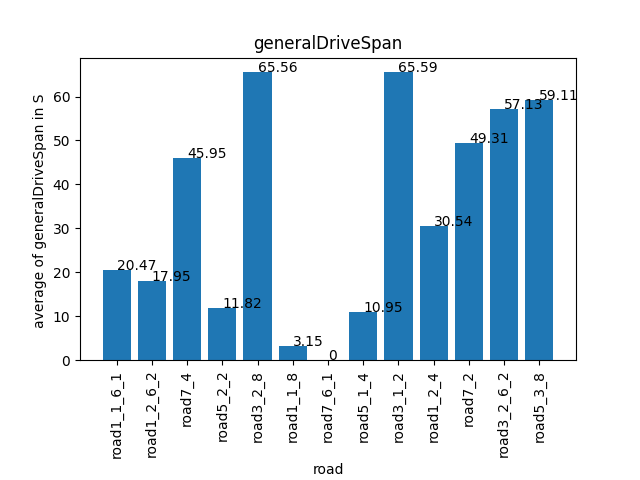 generalDriveSpan
average of generalDriveSpan in S
60
50
40
30
20
10
0
20.47
17.95
45.95
11.82
65.56
3.15
0
10.95
65.59
30.54
49.31
57.13
59.11
road1_1_6_1
road1_2_6_2
road7_4
road5_2_2
road3_2_8
road1_1_8
road7_6_1
road5_1_4
road3_1_2
road1_2_4
road7_2
road3_2_6_2
road5_3_8
road